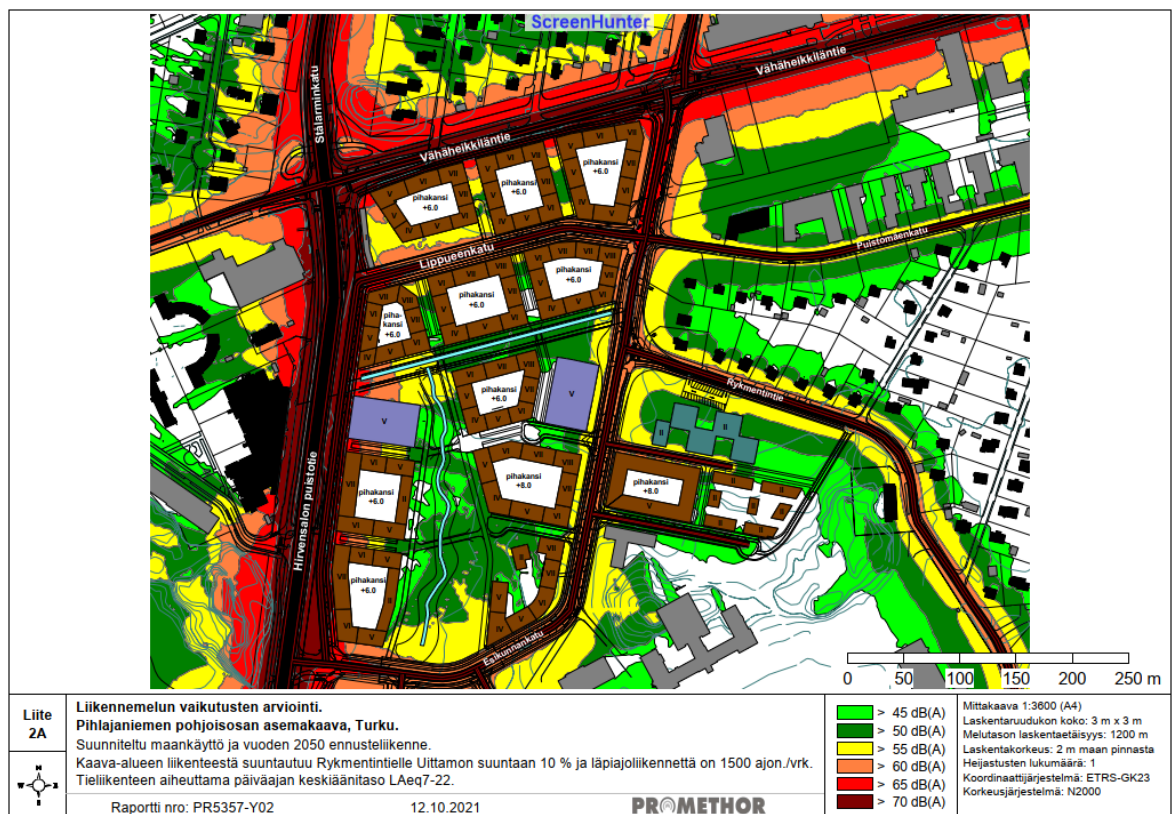 ScreenHunter
Vähäheikkiläntie
Stålarminkatu
Vähäheikkiläntie
pihakansi
+6.0
pihakansi
+6.0
pihakansi
+6.0
Lippueenkatu
Puistomäenkatu
pihakansi
+6.0
pihakansi
+6.0
piha-
kansi
+6.0
Rykmentintie
pihakansi
+6.0
V
V
Hirvensalon puistotie
pihakansi
+6.0
pihakansi
+8.0
pihakansi
+8.0
pihakansi
+6.0
Esikunnankatu
0 50 100 150 200 250 m
Liite
2A
Liikennemelun vaikutusten arviointi.
Pihlajaniemen pohjoisosan asemakaava, Turku.
Suunniteltu maankäyttö ja vuoden 2050 ennusteliikenne.
Kaava-alueen liikenteestä suuntautuu Rykmentintielle Uittamon suuntaan 10 % ja läpiajoliikennettä on 1500 ajon./vrk.
Tieliikenteen aiheuttama päiväajan keskiäänitaso LAeq7-22.
Raportti nro: PR5357-Y02 12.10.2021 PROMETHOR
> 45 dB(A)
> 50 dB(A)
> 55 dB(A)
> 60 dB(A)
> 65 dB(A)
> 70 dB(A)
Mittakaava 1:3600 (A4)
Laskentaruudukon koko: 3 m x 3 m
Melutason laskentaetäisyys: 1200 m
Laskentakorkeus: 2 m maan pinnasta
Heijastusten lukumäärä: 1
Koordinaattijärjestelmä: ETRS-GK23
Korkeusjärjestelmä: N2000